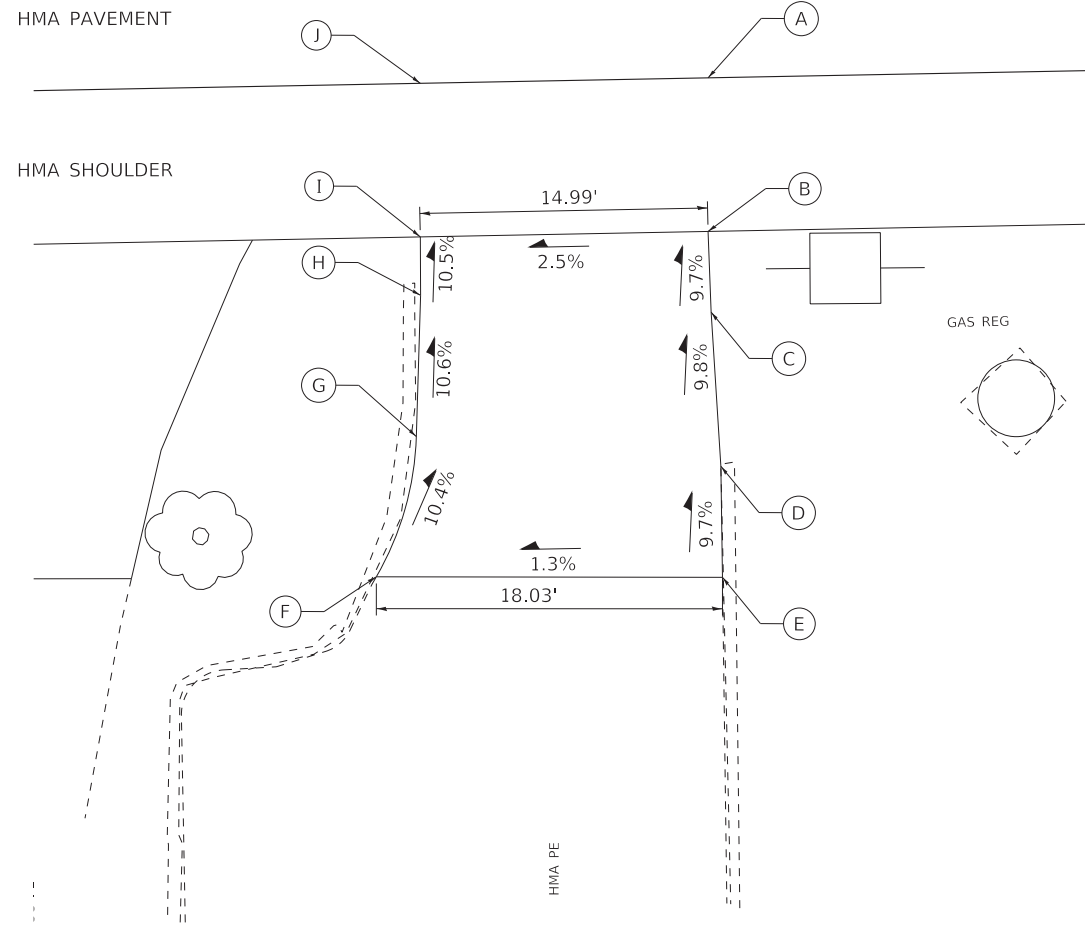 HMA PAVEMENT
J
A
HMA SHOULDER
I
14.99'
B
H
10.5%
2.5%
9.7%
GAS REG
10.6%
9.8%
C
G
10.4%
9.7%
D
1.3%
F
18.03'
E
HMA PE